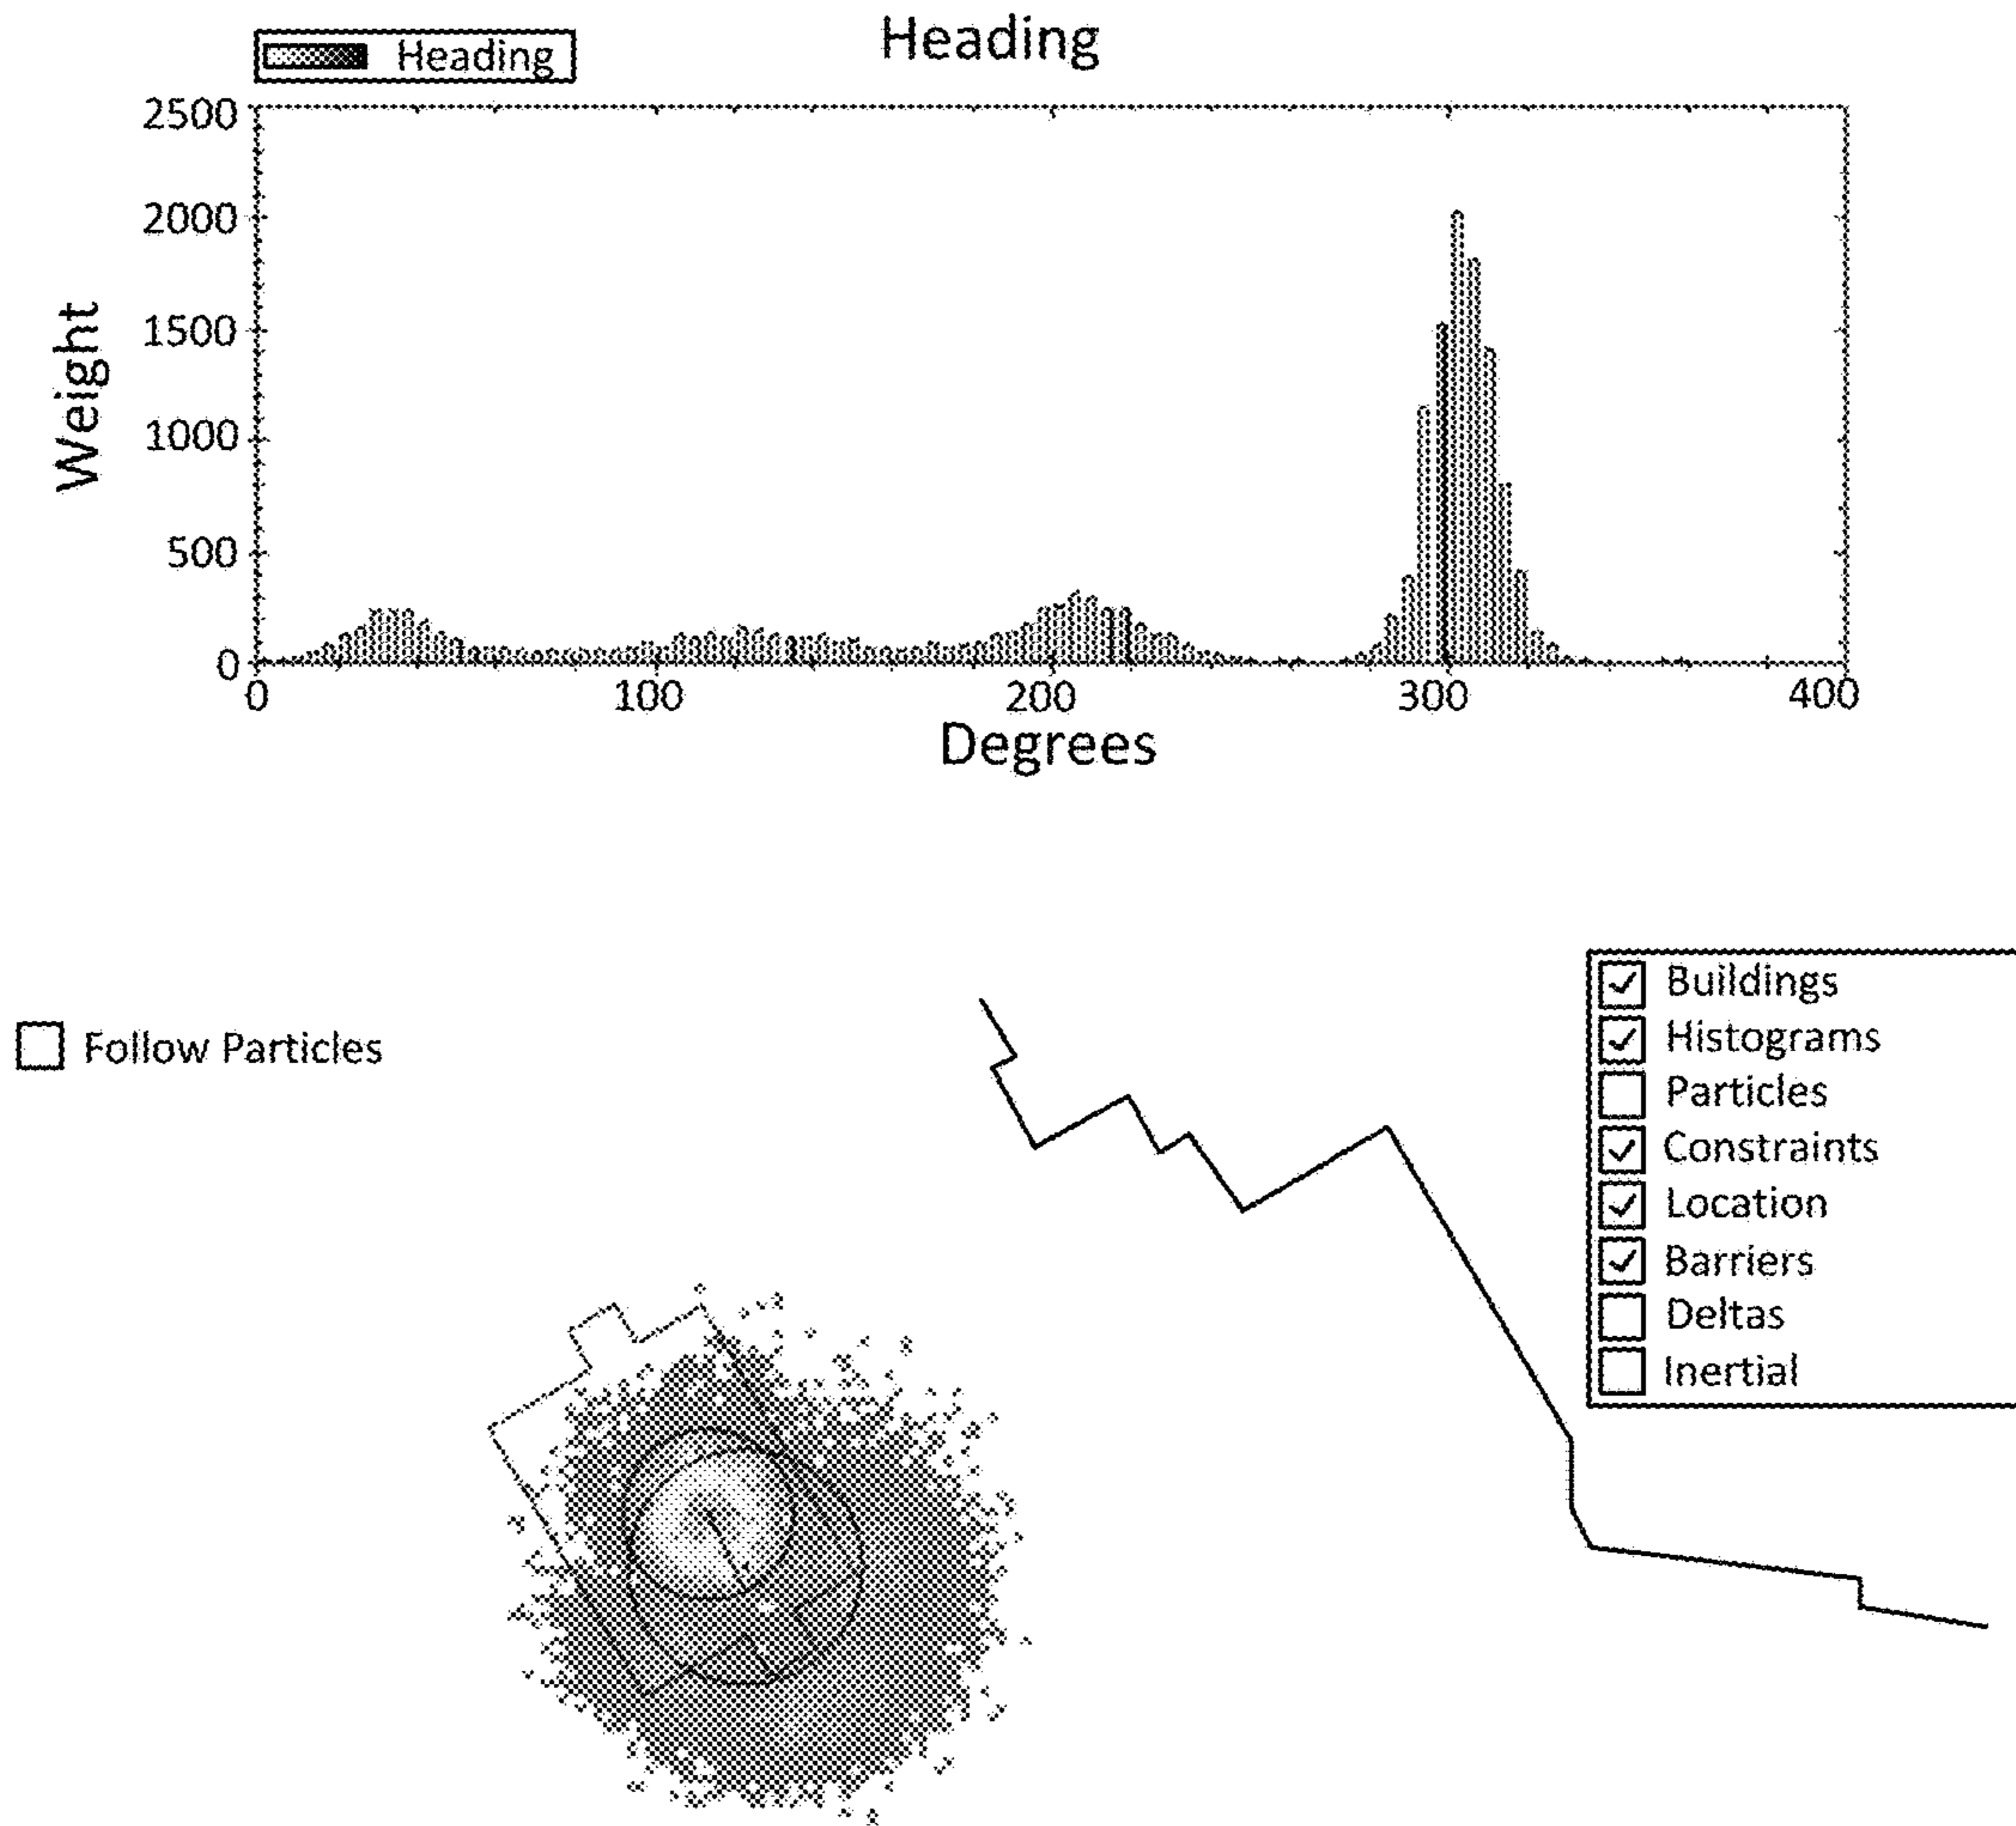 Heading
Heading
2500
2000
1500
1000
500
0
Weight
0 100 200 300 400
Degrees
Follow Particles
Buildings
Histograms
Particles
Constraints
Location
Barriers
Deltas
Inertial